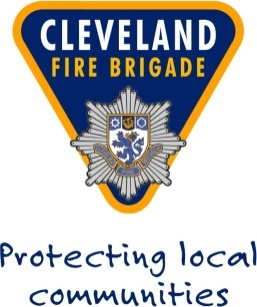 CLEVELAND
FIRE BRIGADE
Protecting local
communities